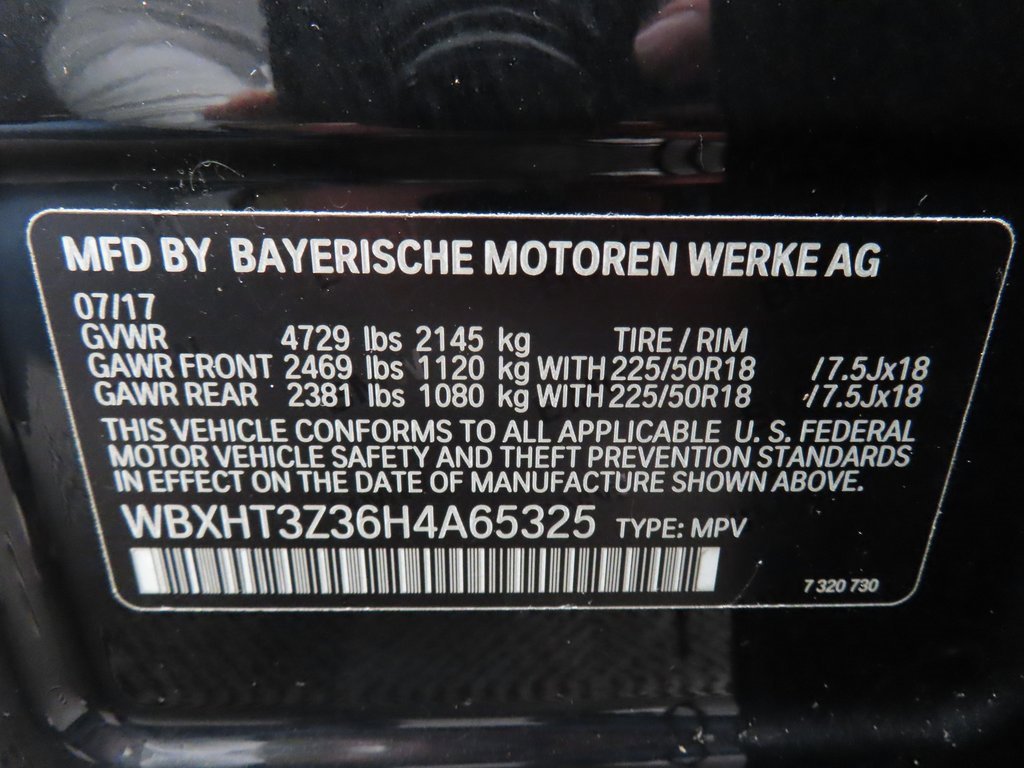 MFD BY BAYERISCHE MOTOREN WERKE AG
07/17
GVWR 4729 lbs 2145 kg TIRE / RIM
GAWR FRONT 2469 lbs 1120 kg WITH 225/50R18 /7.5Jx18
GAWR REAR 2381 lbs 1080 kg WITH 225/50R18 /7.5Jx18
THIS VEHICLE CONFORMS TO ALL APPLICABLE U. S. FEDERAL
MOTOR VEHICLE SAFETY AND THEFT PREVENTION STANDARDS
IN EFFECT ON THE DATE OF MANUFACTURE SHOWN ABOVE.
WBXHT3Z36H4A65325 TYPE: MPV
7 320 730